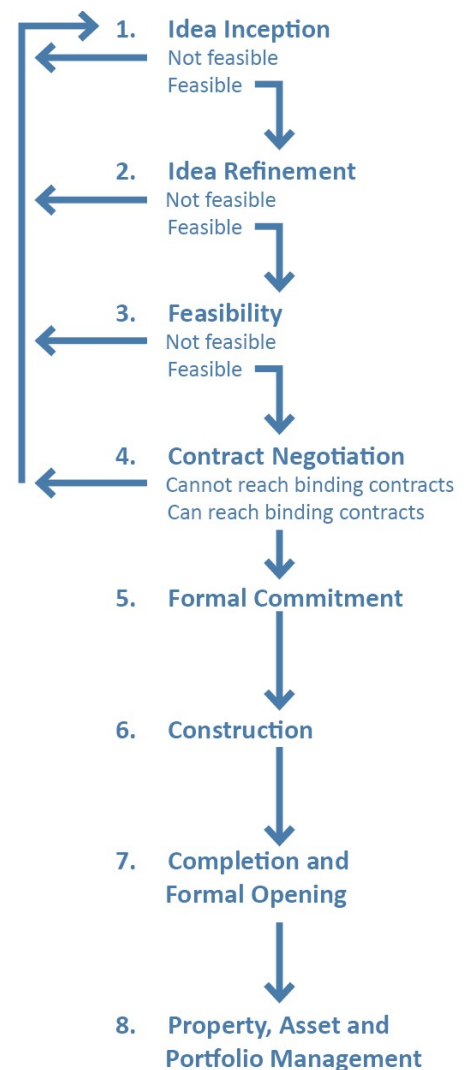 1. Idea Inception
Not feasible
Feasible
2. Idea Refinement
Not feasible
Feasible
3. Feasibility
Not feasible
Feasible
4. Contract Negotiation
Cannot reach binding contracts
Can reach binding contracts
5. Formal Commitment
6. Construction
7. Completion and
Formal Opening
8. Property, Asset and
Portfolio Management